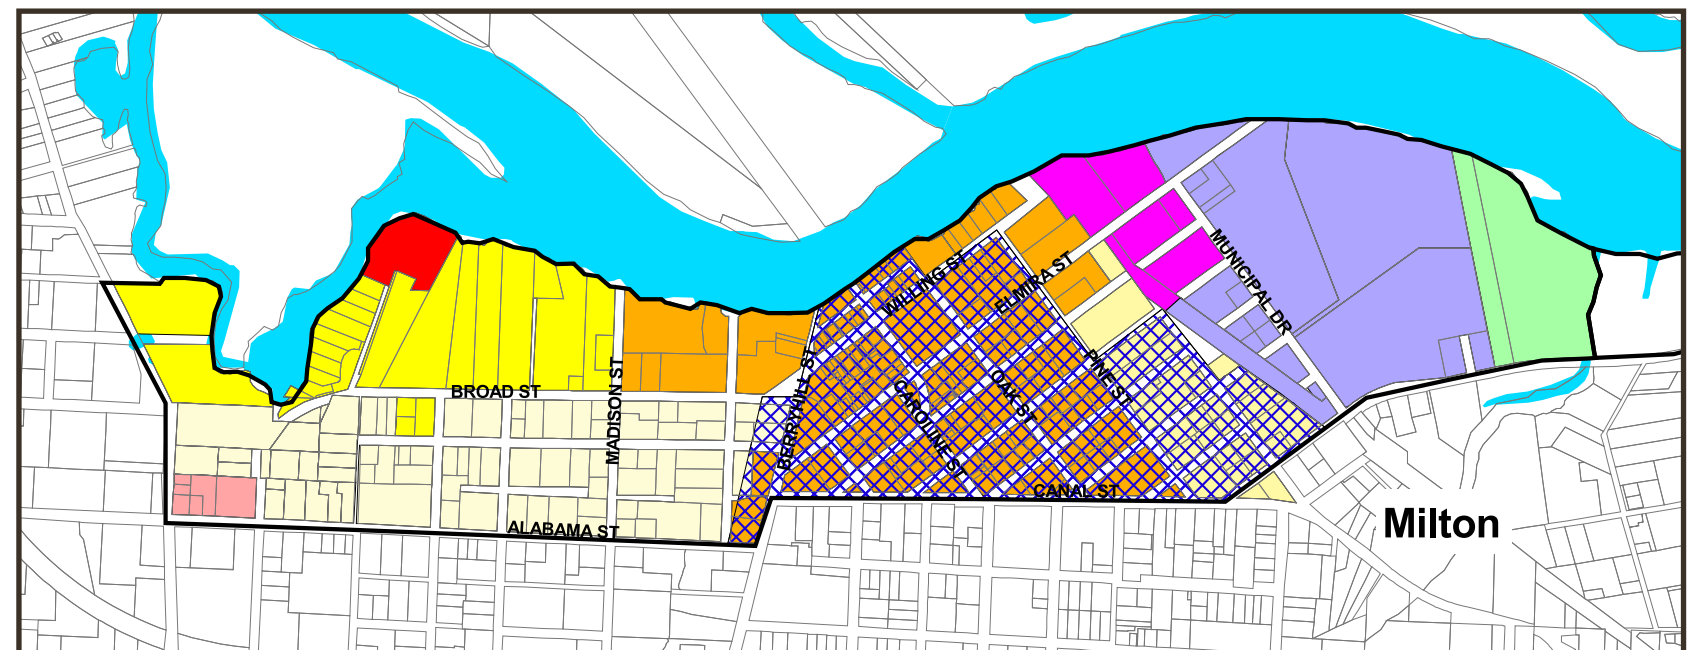 WILLING ST
ELMIRA ST
MUNICIPAL DR
BROAD ST
MADISON ST
BERRYHILL ST
CAROLINE ST
OAK ST
PINE ST
CANAL ST
ALABAMA ST
Milton